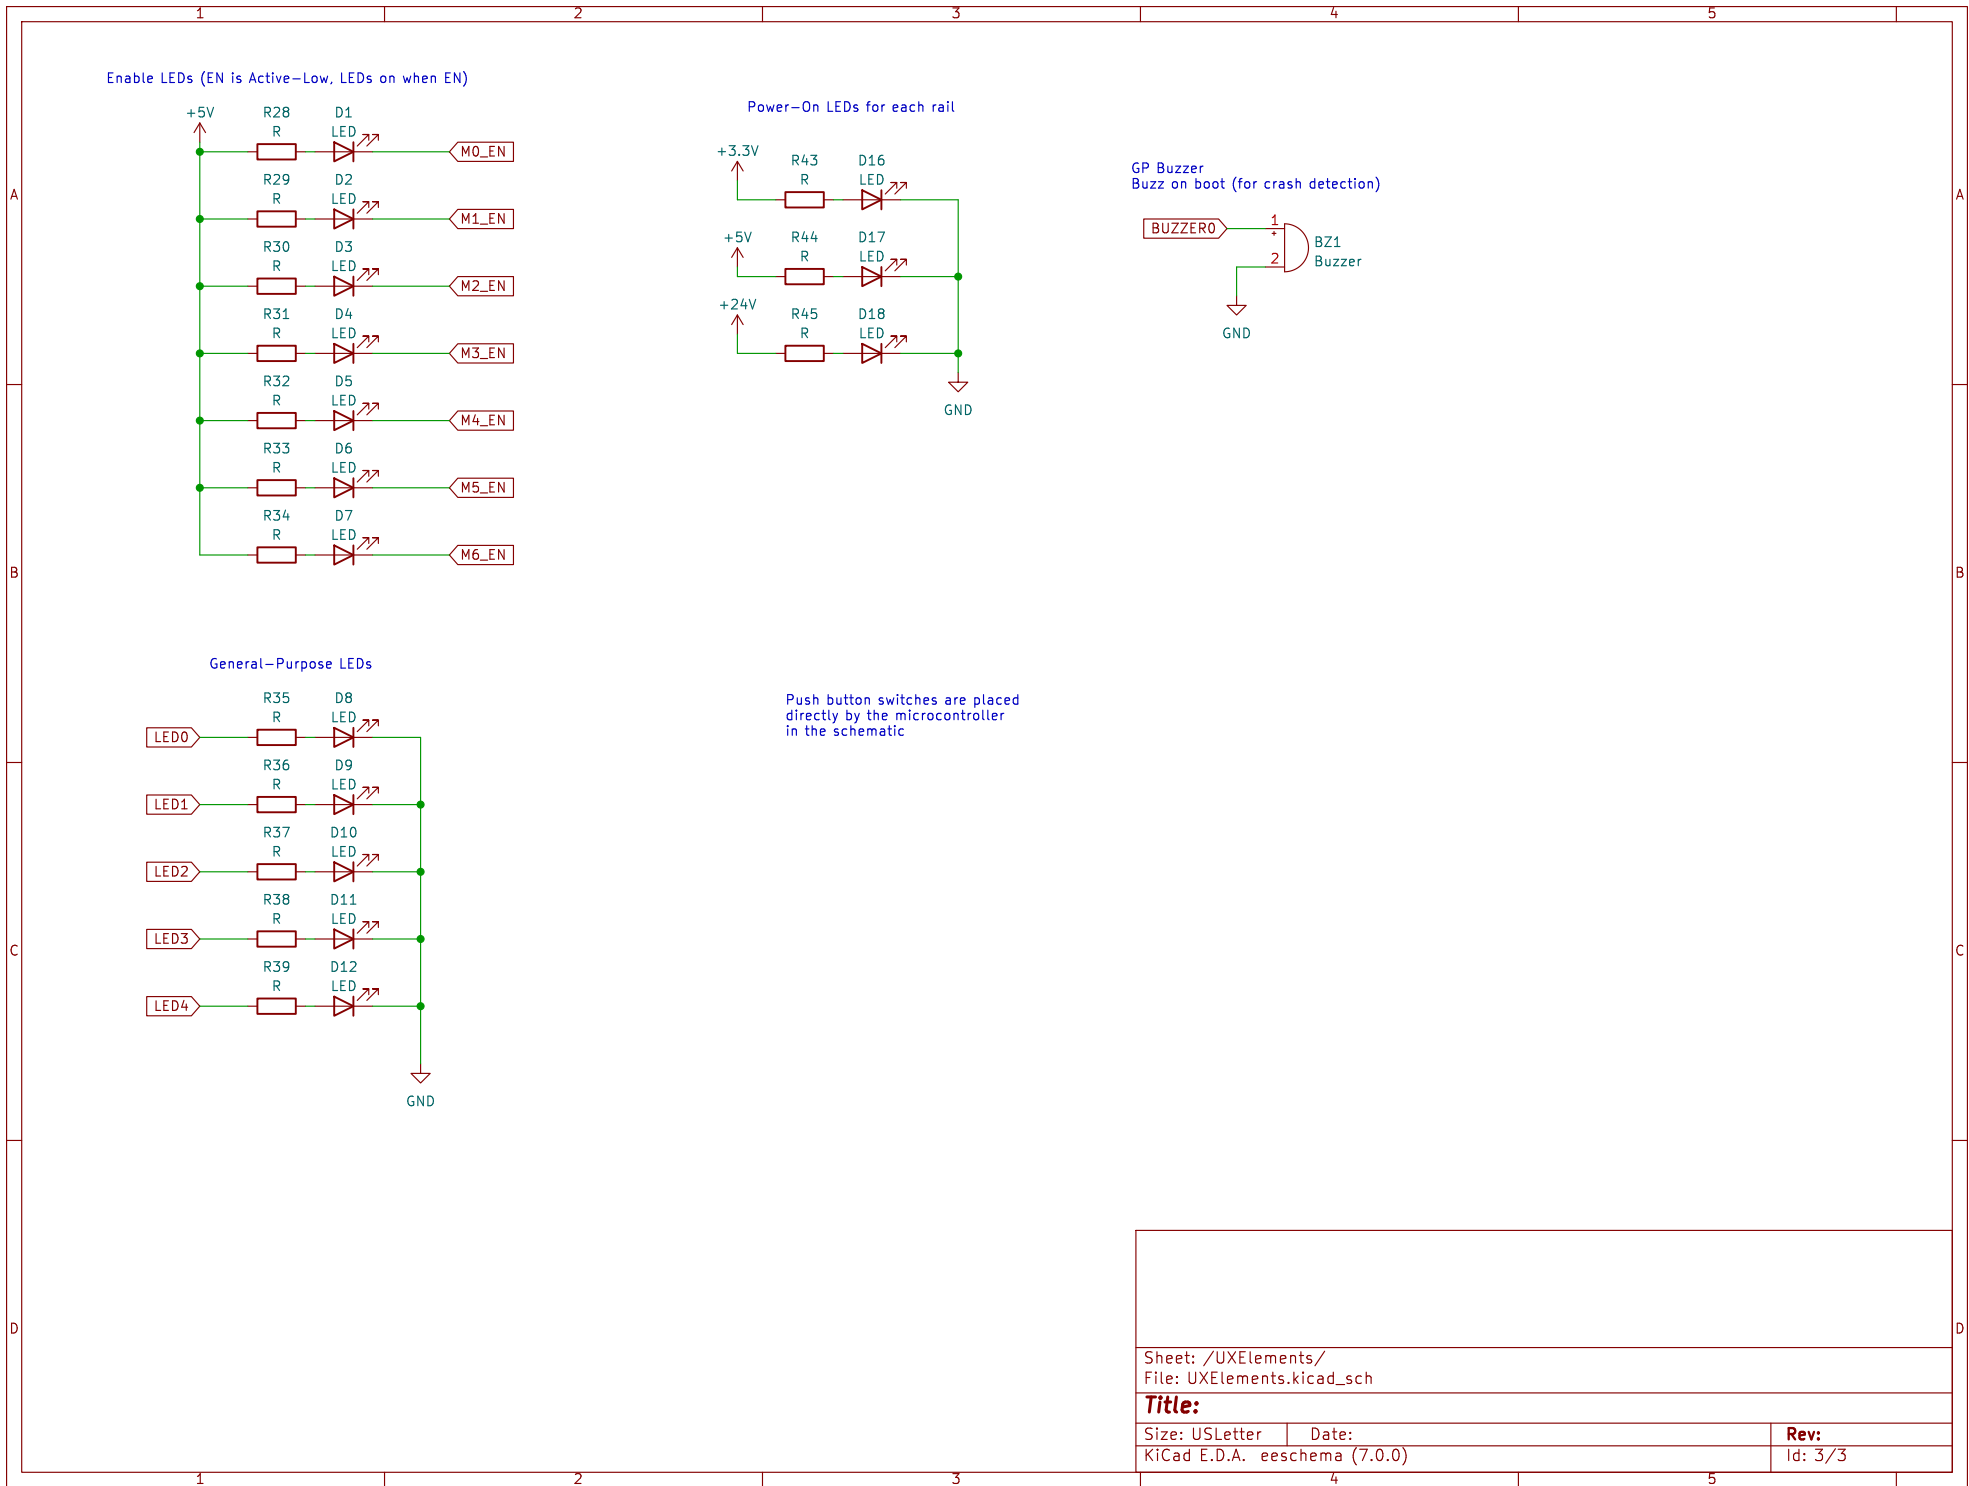 1 2 3 4 5
A
B
C
D
Enable LEDs (EN is Active-Low, LEDs on when EN)
+5V
R28
R
D1
LED
M0_EN
R29
R
D2
LED
M1_EN
R30
R
D3
LED
M2_EN
R31
R
D4
LED
M3_EN
R32
R
D5
LED
M4_EN
R33
R
D6
LED
M5_EN
R34
R
D7
LED
M6_EN
Power-On LEDs for each rail
+3.3V
R43
R
D16
LED
+5V
R44
R
D17
LED
+24V
R45
R
D18
LED
GND
GP Buzzer
Buzz on boot (for crash detection)
BUZZER0
1
+
2
BZ1
Buzzer
GND
General-Purpose LEDs
LED0
R35
R
D8
LED
LED1
R36
R
D9
LED
LED2
R37
R
D10
LED
LED3
R38
R
D11
LED
LED4
R39
R
D12
LED
GND
Push button switches are placed
directly by the microcontroller
in the schematic
A
B
C
D
Sheet: /UXElements/
File: UXElements.kicad_sch
Title:
Size: USLetter Date: Rev:
KiCad E.D.A. eeschema (7.0.0) Id: 3/3
1 2 3 4 5